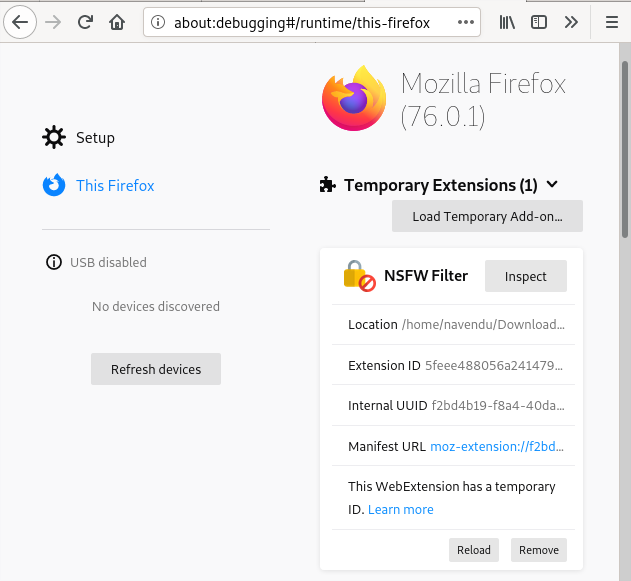 about:debugging#/runtime/this-firefox
Mozilla Firefox
(76.0.1)
Setup
This Firefox
USB disabled
No devices discovered
Refresh devices
Temporary Extensions (1)
Load Temporary Add-on...
NSFW Filter
Inspect
Location /home/navendu/Download...
Extension ID 5feee488056a241479...
Internal UUID f2bd4b19-f8a4-40da...
Manifest URL moz-extension://f2bd...
This WebExtension has a temporary
ID. Learn more
Reload
Remove